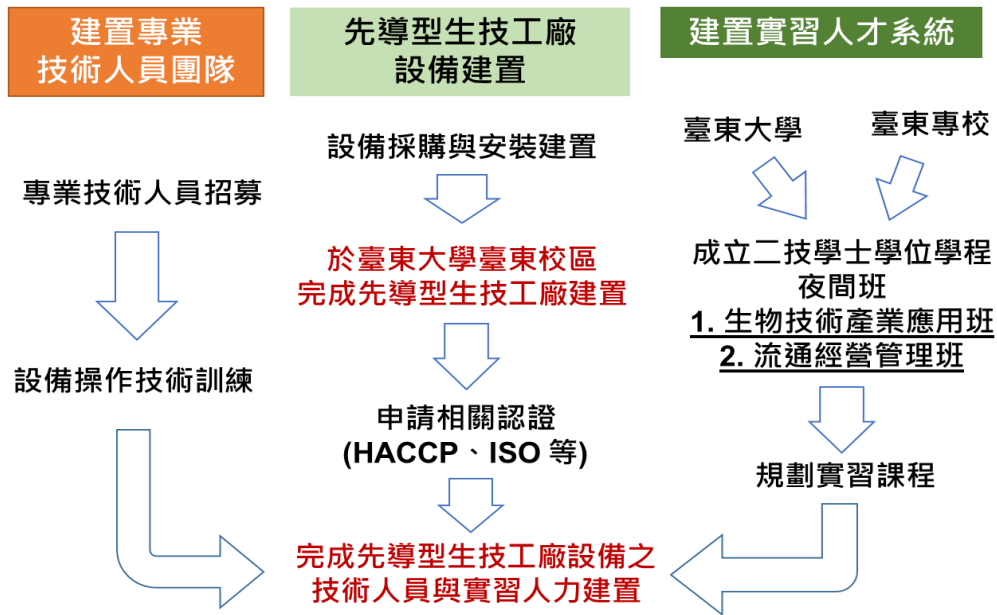 建置專業
技術人員團隊
專業技術人員招募
設備操作技術訓練
先導型生技工廠
設備建置
設備採購與安裝建置
於臺東大學臺東校區
完成先導型生技工廠建置
申請相關認證
(HACCP、ISO 等)
完成先導型生技工廠設備之
技術人員與實習人力建置
建置實習人才系統
臺東大學
臺東專校
成立二技學士學位學程
夜間班
1. 生物技術產業應用班
2. 流通經營管理班
規劃實習課程